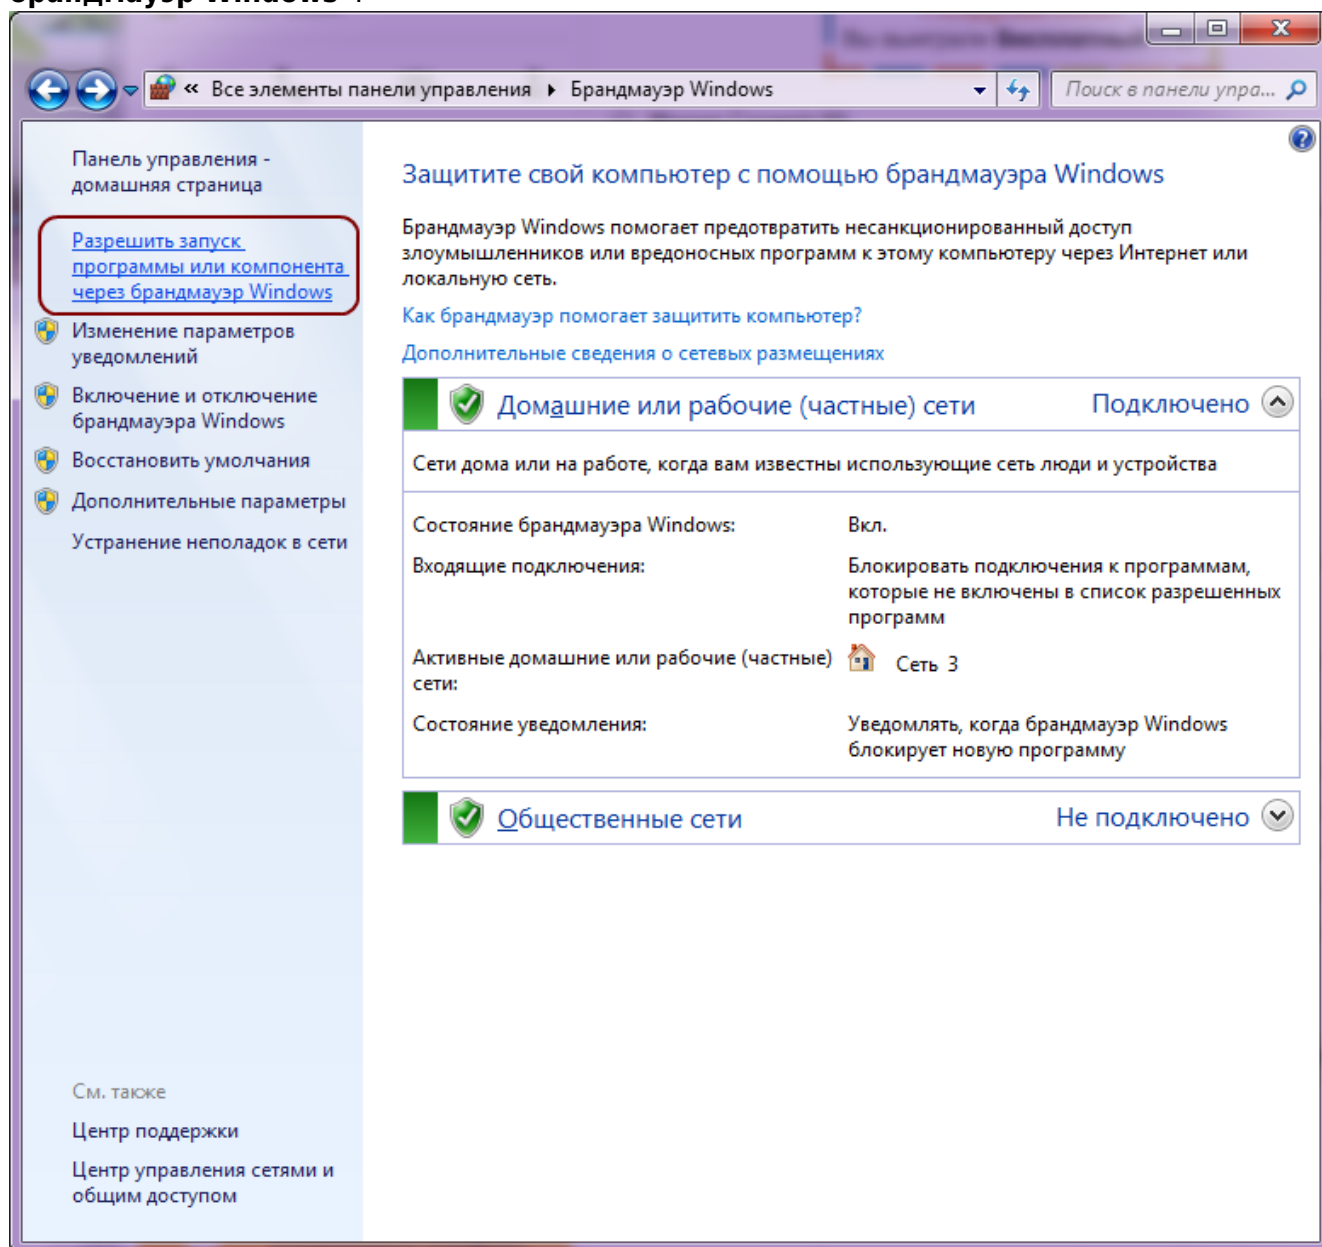 брандмауэр Windows".
« Все элементы панели управления ▸ Брандмауэр Windows
Поиск в панели упра...
Панель управления -
домашняя страница
Разрешить запуск
программы или компонента
через брандмауэр Windows
Изменение параметров
уведомлений
Включение и отключение
брандмауэра Windows
Восстановить умолчания
Дополнительные параметры
Устранение неполадок в сети
См. также
Центр поддержки
Центр управления сетями и
общим доступом
Защитите свой компьютер с помощью брандмауэра Windows
Брандмауэр Windows помогает предотвратить несанкционированный доступ
злоумышленников или вредоносных программ к этому компьютеру через Интернет или
локальную сеть.
Как брандмауэр помогает защитить компьютер?
Дополнительные сведения о сетевых размещениях
Домашние или рабочие (частные) сети Подключено
Сети дома или на работе, когда вам известны использующие сеть люди и устройства
Состояние брандмауэра Windows: Вкл.
Входящие подключения: Блокировать подключения к программам,
которые не включены в список разрешенных
программ
Активные домашние или рабочие (частные) Сеть 3
сети:
Состояние уведомления: Уведомлять, когда брандмауэр Windows
блокирует новую программу
Общественные сети Не подключено